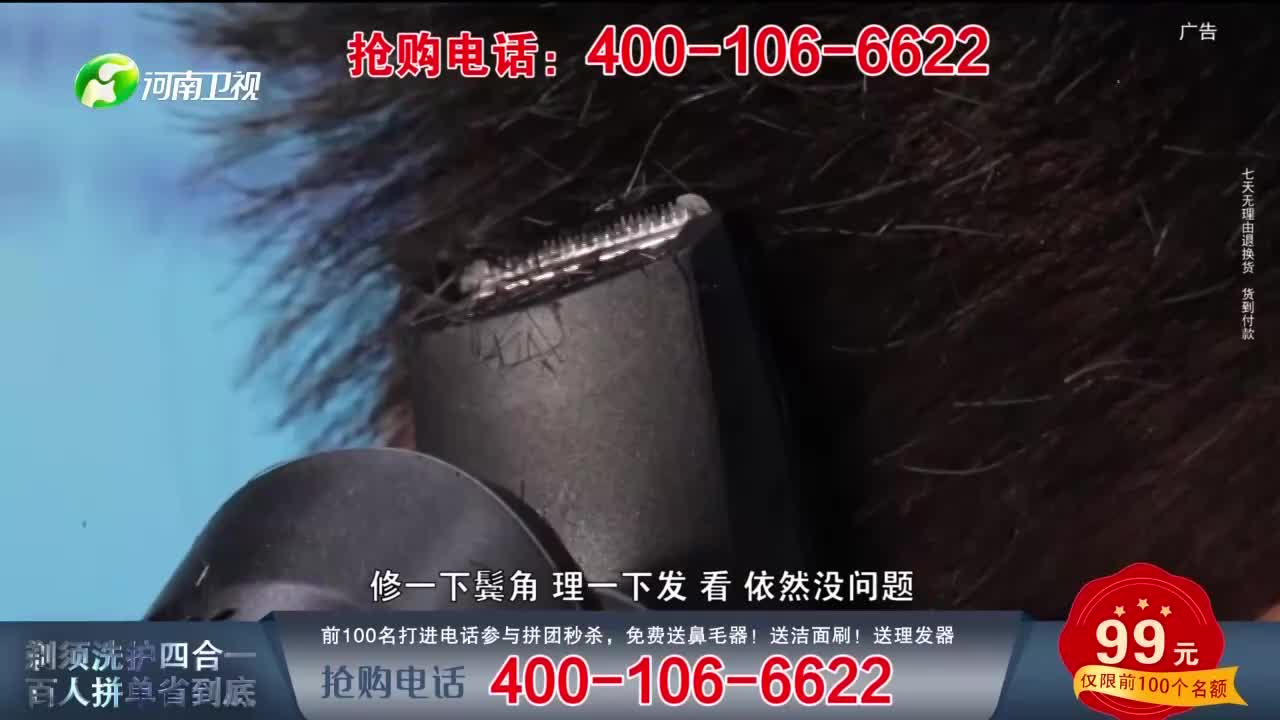 抢购电话：400-106-6622
广告
河南卫视
七天无理由退换货 货到付款
修一下鬓角 理一下发 看 依然没问题
前100名打进电话参与拼团秒杀，免费送鼻毛器！送洁面刷！送理发器
剃须洗护四合一
百人拼单省到底
抢购电话 400-106-6622
99元
仅限前100个名额